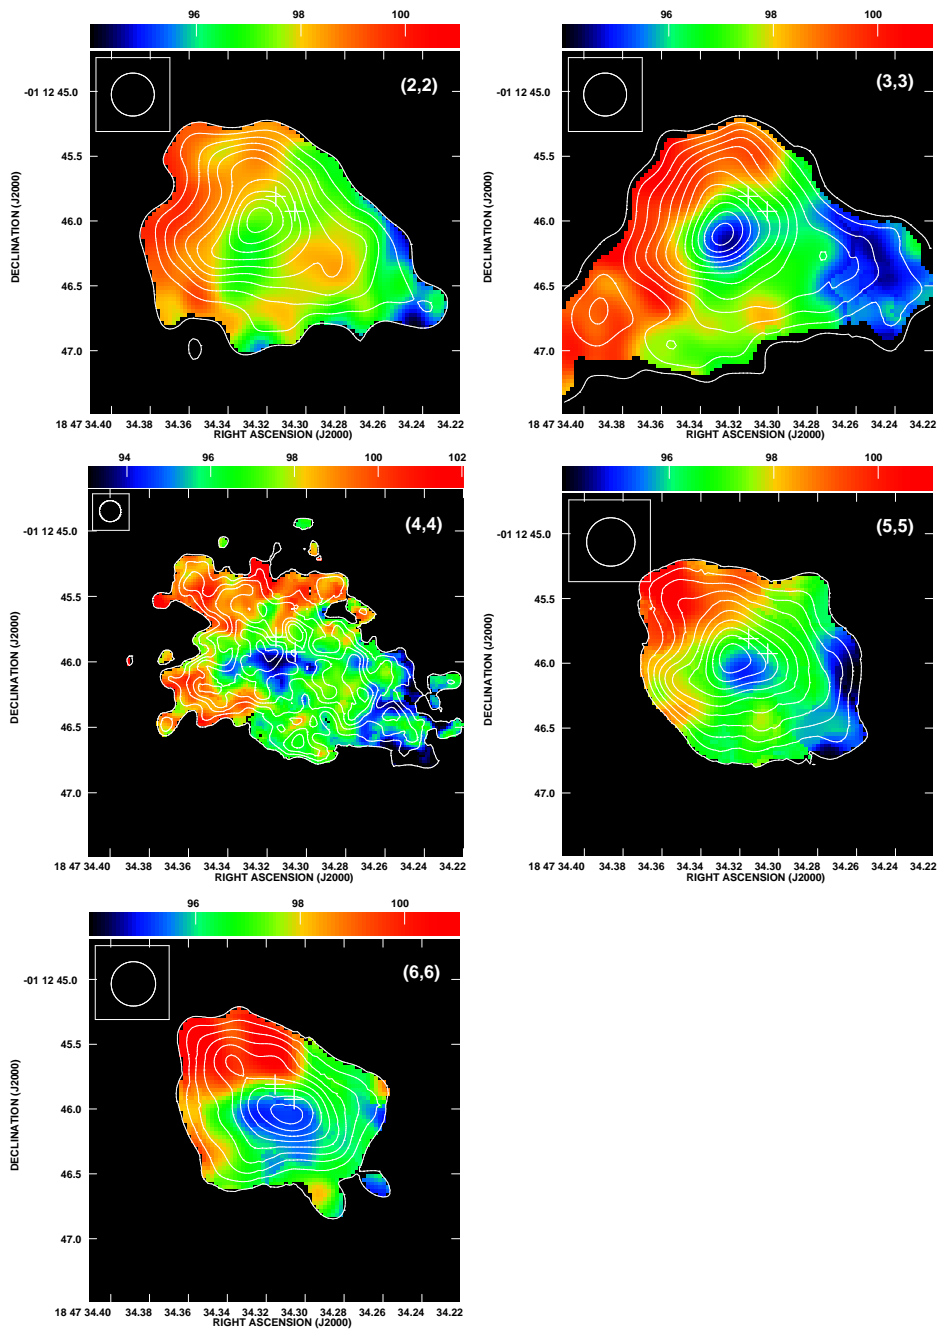 96 98 100
(2,2)
-01 12 45.0
45.5
46.0
46.5
47.0
DECLINATION (J2000)
18 47 34.40 34.38 34.36 34.34 34.32 34.30 34.28 34.26 34.24 34.22
RIGHT ASCENSION (J2000)
96 98 100
(3,3)
-01 12 45.0
45.5
46.0
46.5
47.0
DECLINATION (J2000)
18 47 34.40 34.38 34.36 34.34 34.32 34.30 34.28 34.26 34.24 34.22
RIGHT ASCENSION (J2000)
94 96 98 100 102
(4,4)
-01 12 45.0
45.5
46.0
46.5
47.0
DECLINATION (J2000)
18 47 34.40 34.38 34.36 34.34 34.32 34.30 34.28 34.26 34.24 34.22
RIGHT ASCENSION (J2000)
96 98 100
(5,5)
-01 12 45.0
45.5
46.0
46.5
47.0
DECLINATION (J2000)
18 47 34.40 34.38 34.36 34.34 34.32 34.30 34.28 34.26 34.24 34.22
RIGHT ASCENSION (J2000)
96 98 100
(6,6)
-01 12 45.0
45.5
46.0
46.5
47.0
DECLINATION (J2000)
18 47 34.40 34.38 34.36 34.34 34.32 34.30 34.28 34.26 34.24 34.22
RIGHT ASCENSION (J2000)